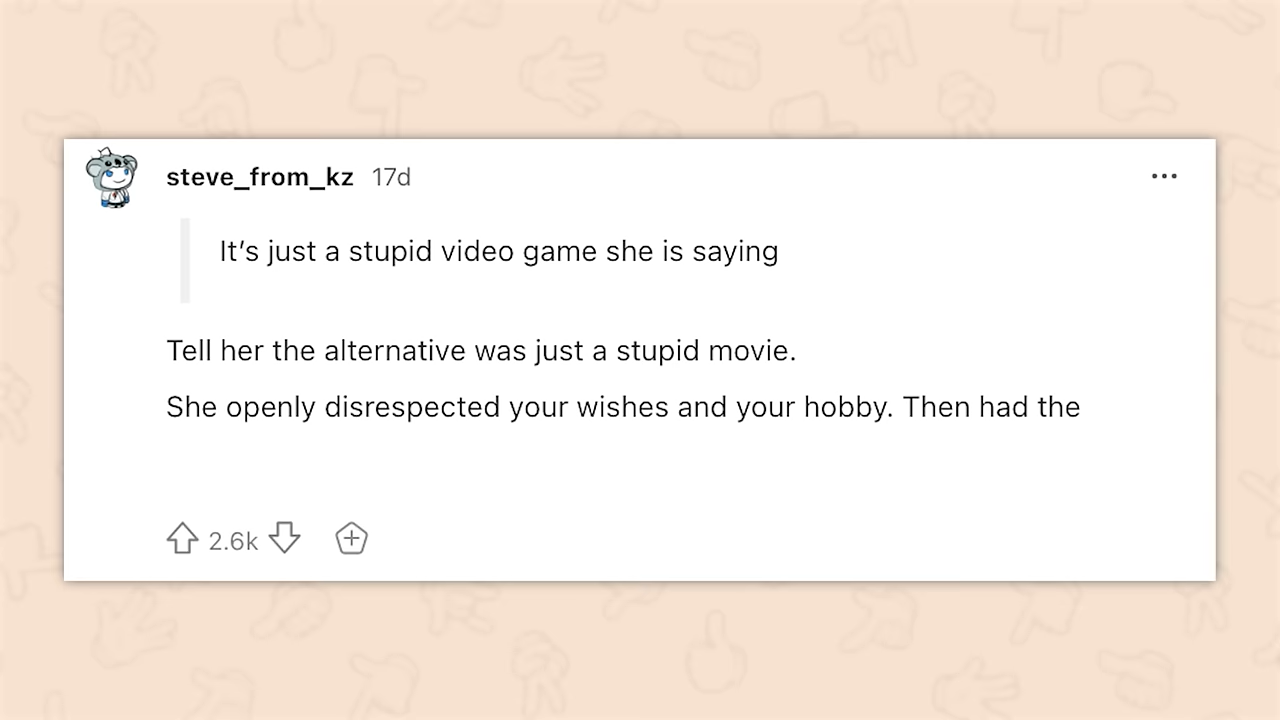 steve_from_kz 17d
It’s just a stupid video game she is saying
Tell her the alternative was just a stupid movie.
She openly disrespected your wishes and your hobby. Then had the
2.6k